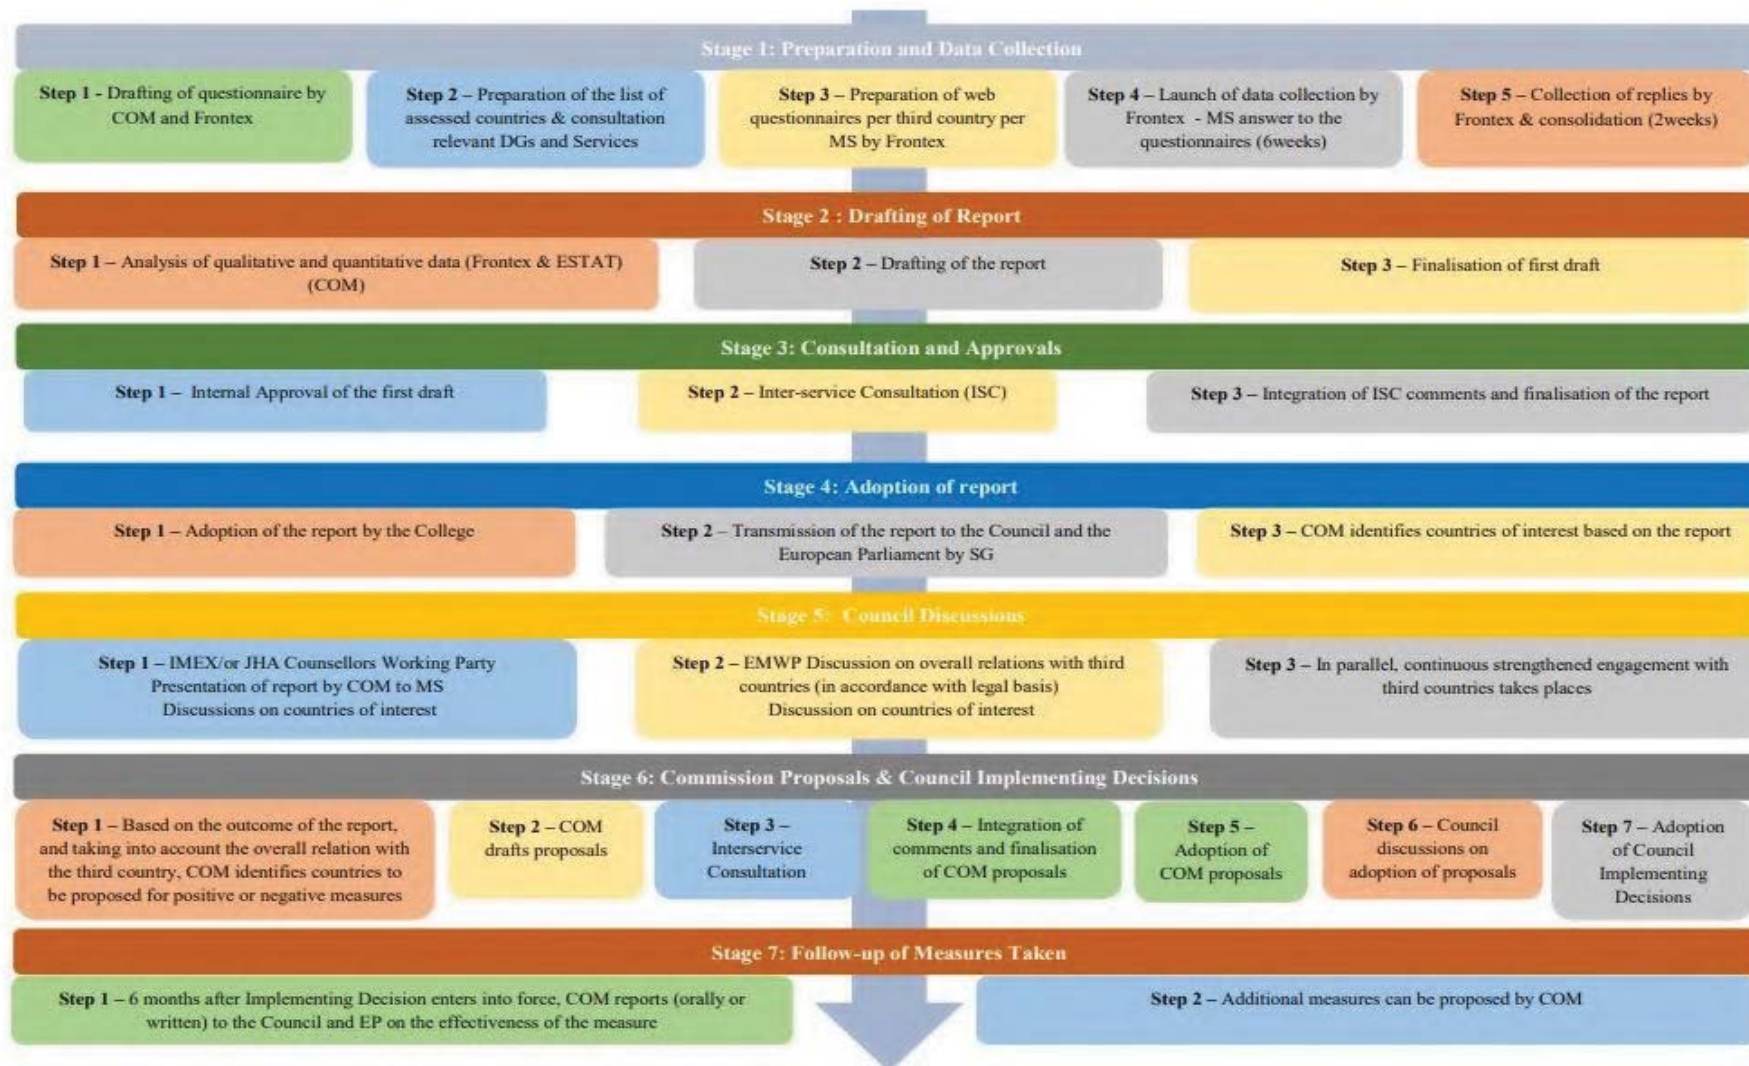 Stage 1: Preparation and Data Collection
Step 1 - Drafting of questionnaire by
COM and Frontex
Step 2 – Preparation of the list of
assessed countries & consultation
relevant DGs and Services
Step 3 – Preparation of web
questionnaires per third country per
MS by Frontex
Step 4 – Launch of data collection by
Frontex - MS answer to the
questionnaires (6weeks)
Step 5 – Collection of replies by
Frontex & consolidation (2weeks)
Stage 2 : Drafting of Report
Step 1 – Analysis of qualitative and quantitative data (Frontex & ESTAT)
(COM)
Step 2 – Drafting of the report
Step 3 – Finalisation of first draft
Stage 3: Consultation and Approvals
Step 1 – Internal Approval of the first draft
Step 2 – Inter-service Consultation (ISC)
Step 3 – Integration of ISC comments and finalisation of the report
Stage 4: Adoption of report
Step 1 – Adoption of the report by the College
Step 2 – Transmission of the report to the Council and the
European Parliament by SG
Step 3 – COM identifies countries of interest based on the report
Stage 5: Council Discussions
Step 1 – IMEX/or JHA Counsellors Working Party
Presentation of report by COM to MS
Discussions on countries of interest
Step 2 – EMWP Discussion on overall relations with third
countries (in accordance with legal basis)
Discussion on countries of interest
Step 3 – In parallel, continuous strengthened engagement with
third countries takes places
Stage 6: Commission Proposals & Council Implementing Decisions
Step 1 – Based on the outcome of the report,
and taking into account the overall relation with
the third country, COM identifies countries to
be proposed for positive or negative measures
Step 2 – COM
drafts proposals
Step 3 –
Interservice
Consultation
Step 4 – Integration of
comments and finalisation
of COM proposals
Step 5 –
Adoption of
COM proposals
Step 6 – Council
discussions on
adoption of proposals
Step 7 – Adoption
of Council
Implementing
Decisions
Stage 7: Follow-up of Measures Taken
Step 1 – 6 months after Implementing Decision enters into force, COM reports (orally or
written) to the Council and EP on the effectiveness of the measure
Step 2 – Additional measures can be proposed by COM